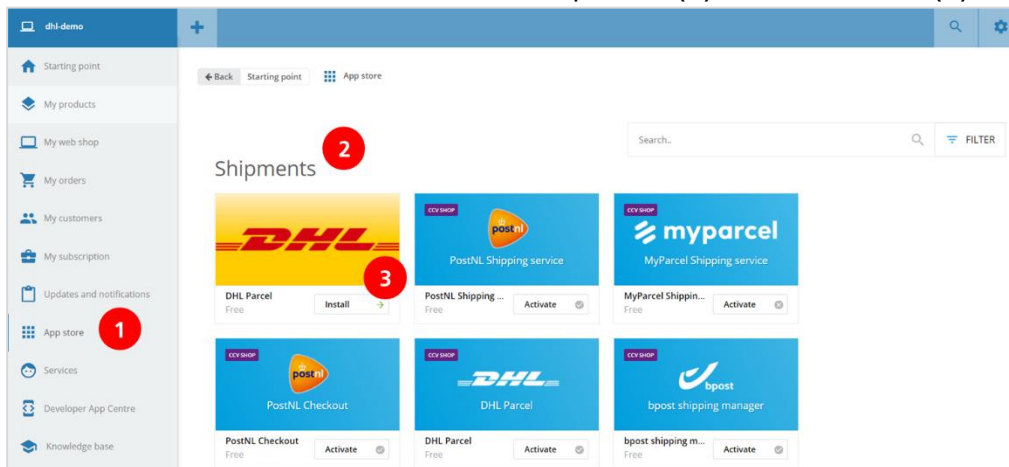 dhl-demo
Starting point
My products
My web shop
My orders
My customers
My subscription
Updates and notifications
App store
1
Services
Developer App Centre
Knowledge base
Back Starting point App store
Search..
FILTER
Shipments
2
DHL
DHL Parcel
Free
Install
3
CCV SHOP
postnl
PostNL Shipping service
PostNL Shipping ...
Free
Activate
CCV SHOP
myparcel
MyParcel Shipping service
MyParcel Shippin...
Free
Activate
CCV SHOP
postnl
PostNL Checkout
PostNL Checkout
Free
Activate
CCV SHOP
DHL
DHL Parcel
DHL Parcel
Free
Activate
CCV SHOP
bpost
bpost shipping manager
bpost shipping m...
Free
Activate